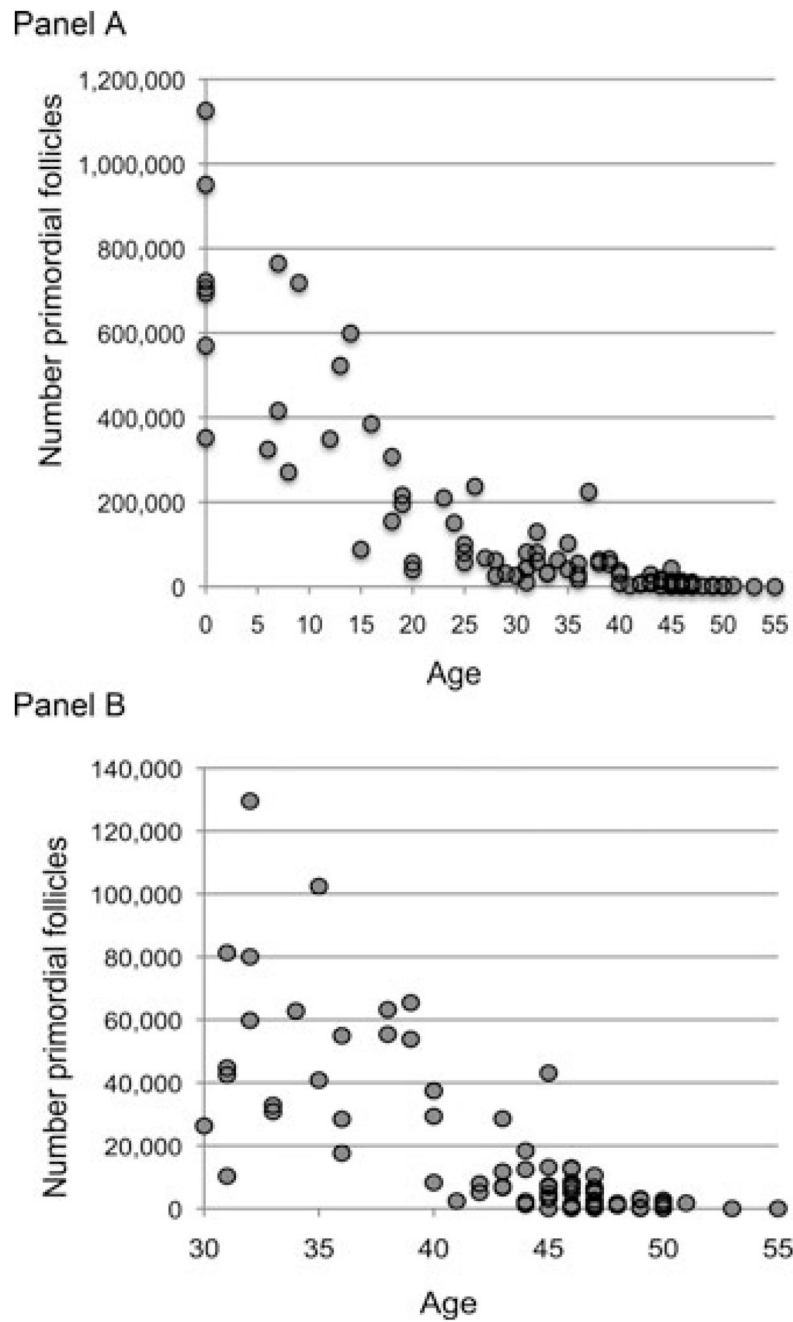 Panel A
Number primordial follicles
1,200,000
1,000,000
800,000
600,000
400,000
200,000
0
0 5 10 15 20 25 30 35 40 45 50 55
Age
Panel B
Number primordial follicles
140,000
120,000
100,000
80,000
60,000
40,000
20,000
0
30 35 40 45 50 55
Age